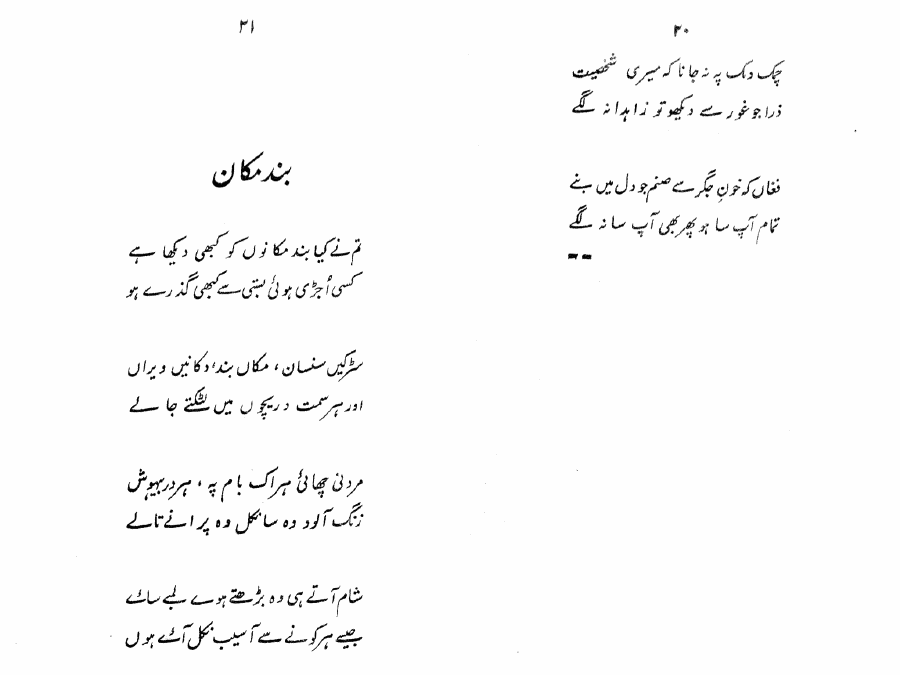 ۲۰
چمک دمک پہ نہ جانا کہ میری شخصیت
ذرا جو غور سے دیکھو تو زاہدانہ لگے
فغاں کہ خونِ جگر سے صنم جو دل میں بنے
تمام آپ سا ہو پھر بھی آپ سا نہ لگے
۲۱
بند مکان
تم نے کیا بند مکانوں کو کبھی دیکھا ہے
کسی اُجڑی ہوئی بستی سے کبھی گذرے ہو
سڑکیں سنسان، مکاں بند، دکانیں ویراں
اور ہر سمت دریچوں میں لٹکتے جالے
مردنی چھائی ہر اک بام پہ، ہر در بیہوش
زنگ آلود وہ سانکل وہ پرانے تالے
شام آتے ہی وہ بڑھتے ہوے لمبے سائے
جیسے ہر کونے سے آسیب نکل آئے ہوں